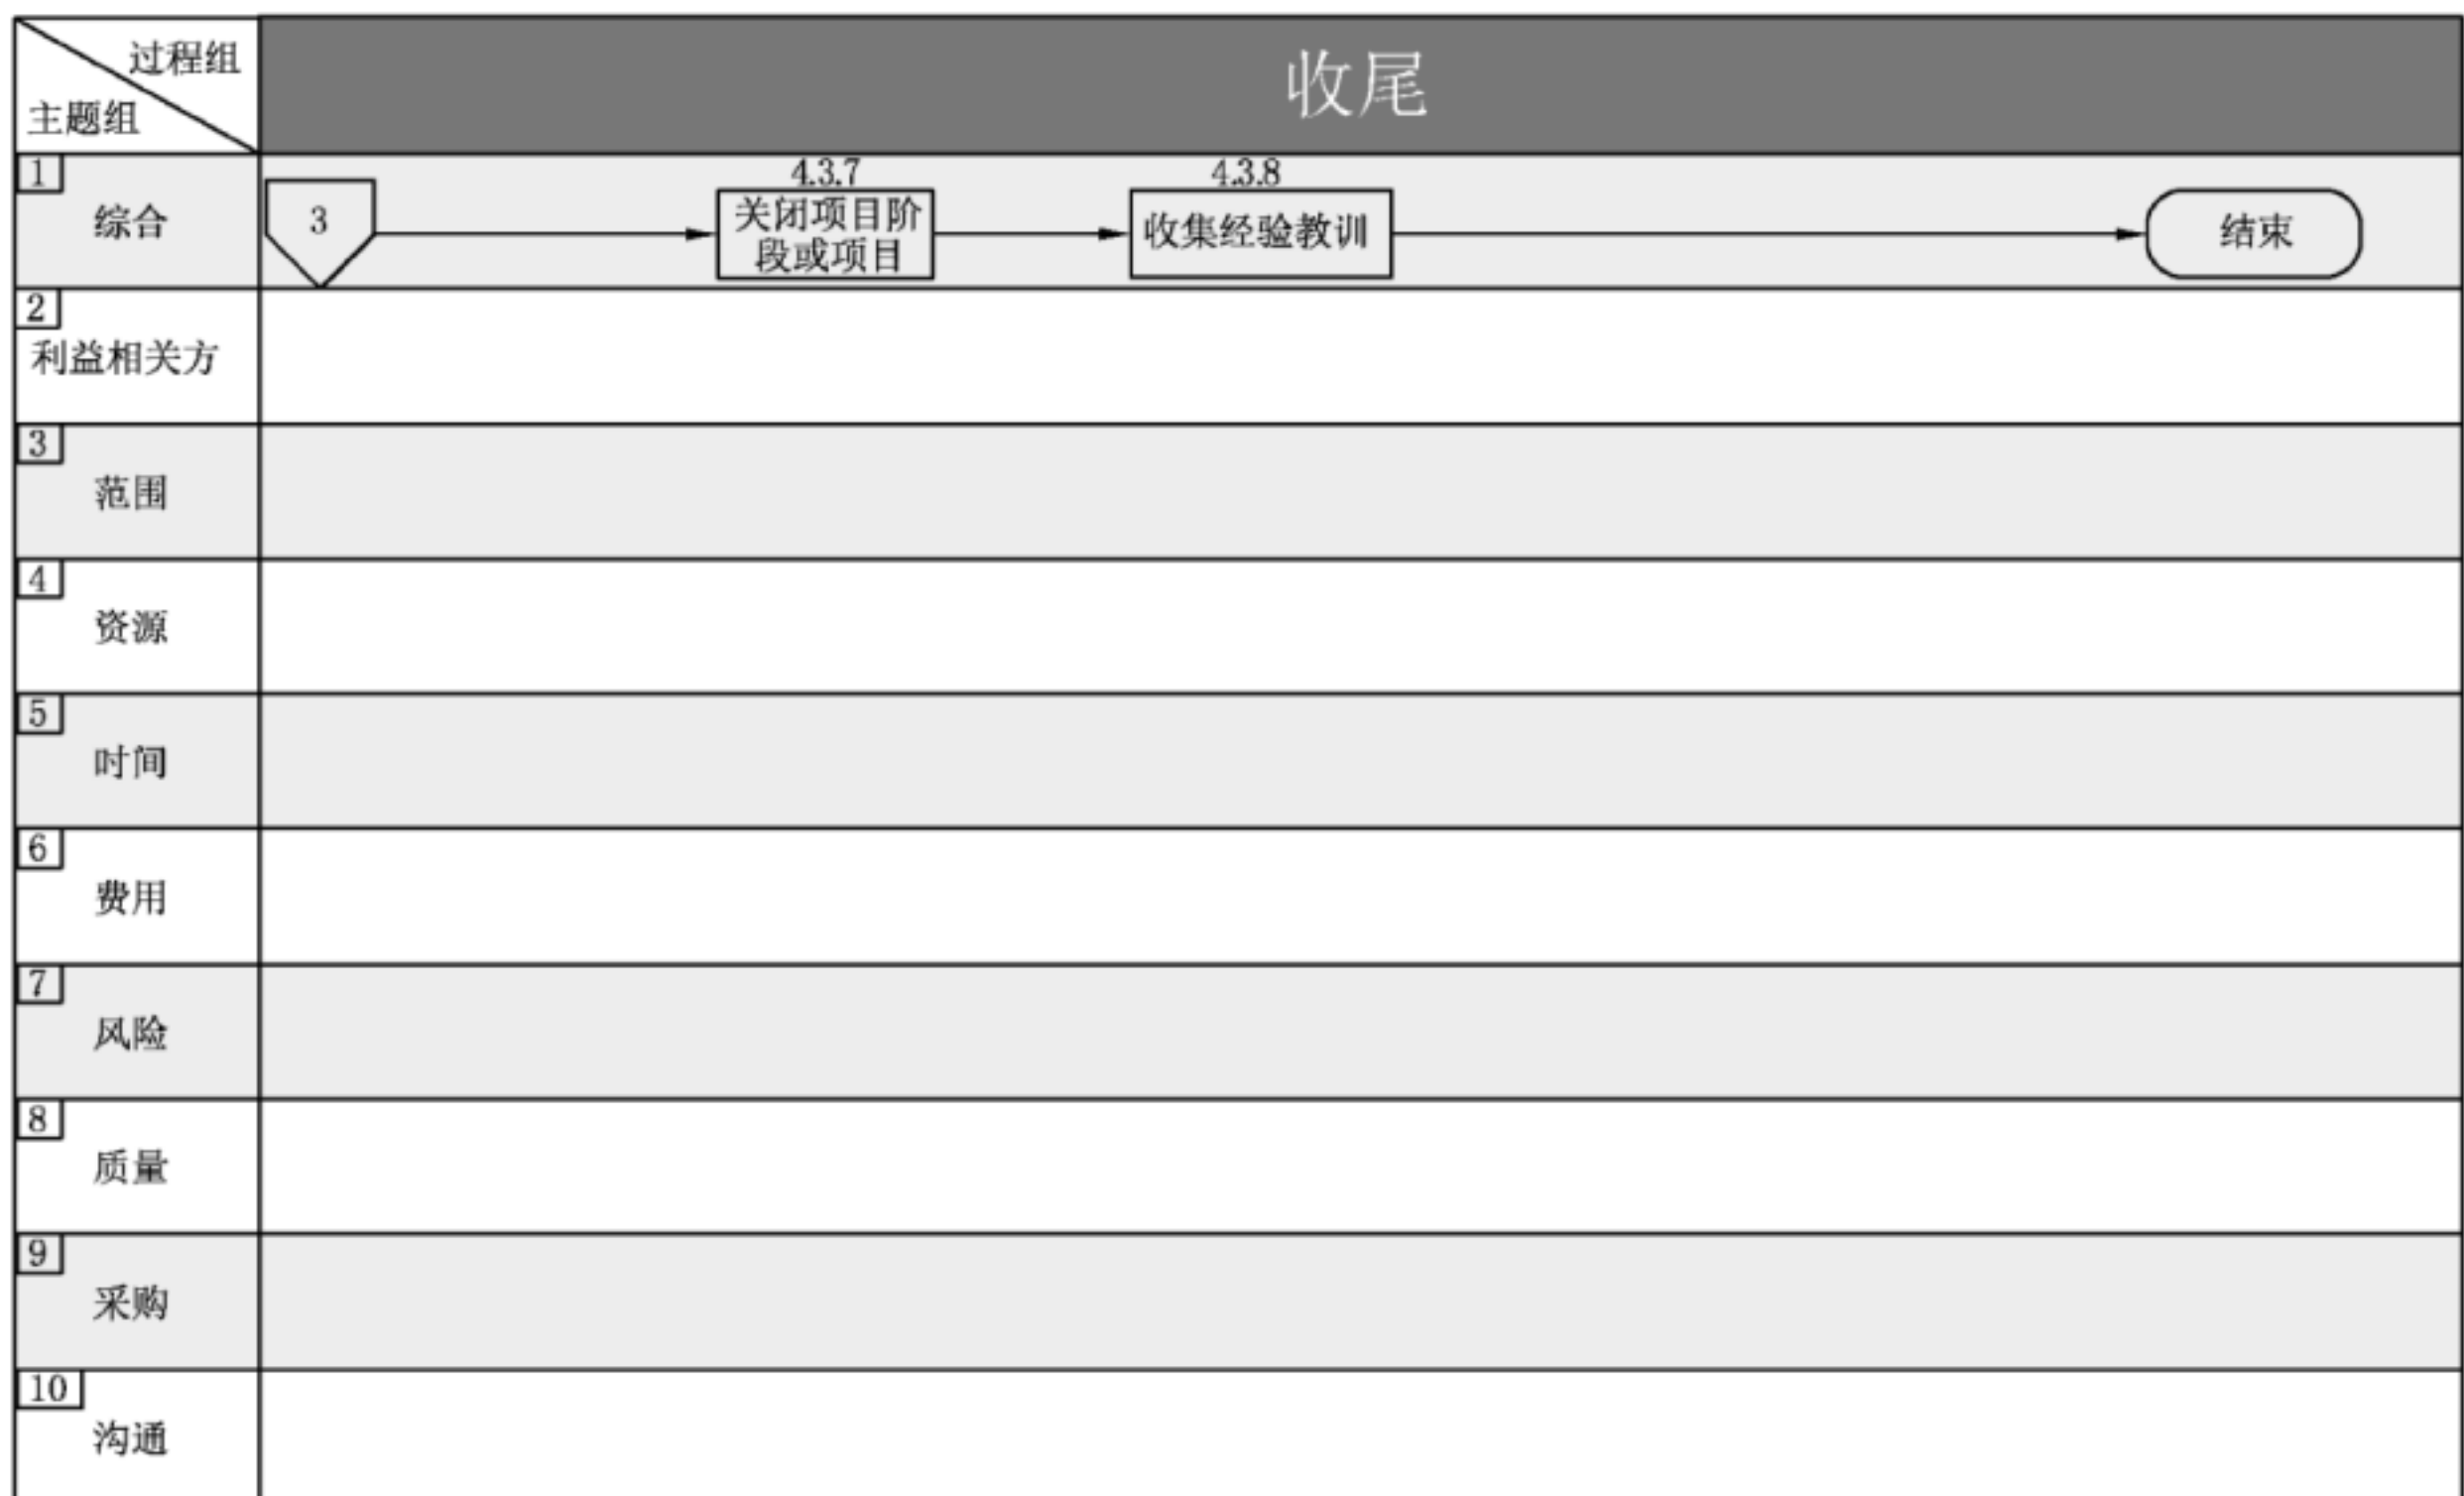 过程组
主题组
收尾
1
综合
3
4.3.7
关闭项目阶
段或项目
4.3.8
收集经验教训
结束
2
利益相关方
3
范围
4
资源
5
时间
6
费用
7
风险
8
质量
9
采购
10
沟通